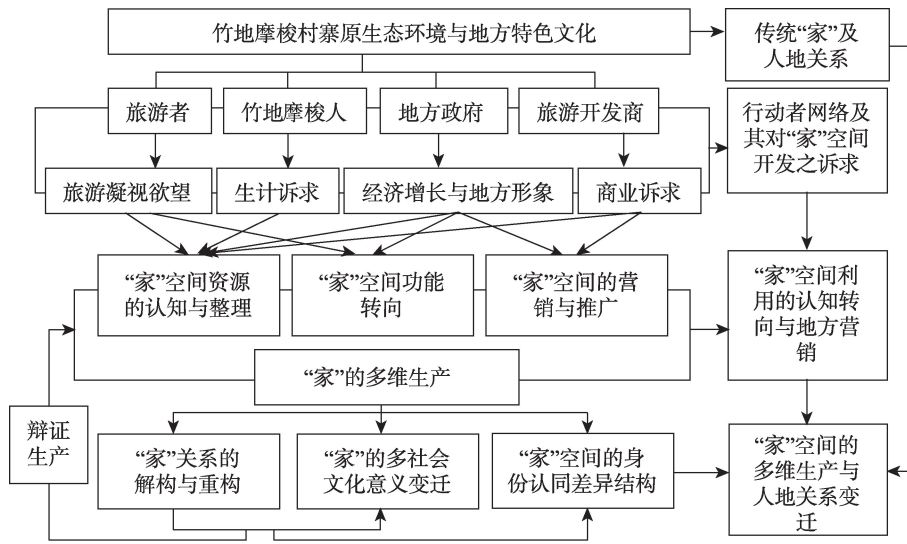 竹地摩梭村寨原生态环境与地方特色文化
传统“家”及
人地关系
旅游者
竹地摩梭人
地方政府
旅游开发商
行动者网络及
其对“家”空间
开发之诉求
旅游凝视欲望
生计诉求
经济增长与地方形象
商业诉求
“家”空间资源
的认知与整理
“家”空间功能
转向
“家”空间的营
销与推广
“家”空间利
用的认知转
向与地方营
销
“家”的多维生产
辩证
生产
“家”关系的
解构与重构
“家”的多社会
文化意义变迁
“家”空间的身
份认同差异结构
“家”空间的
多维生产与
人地关系变
迁